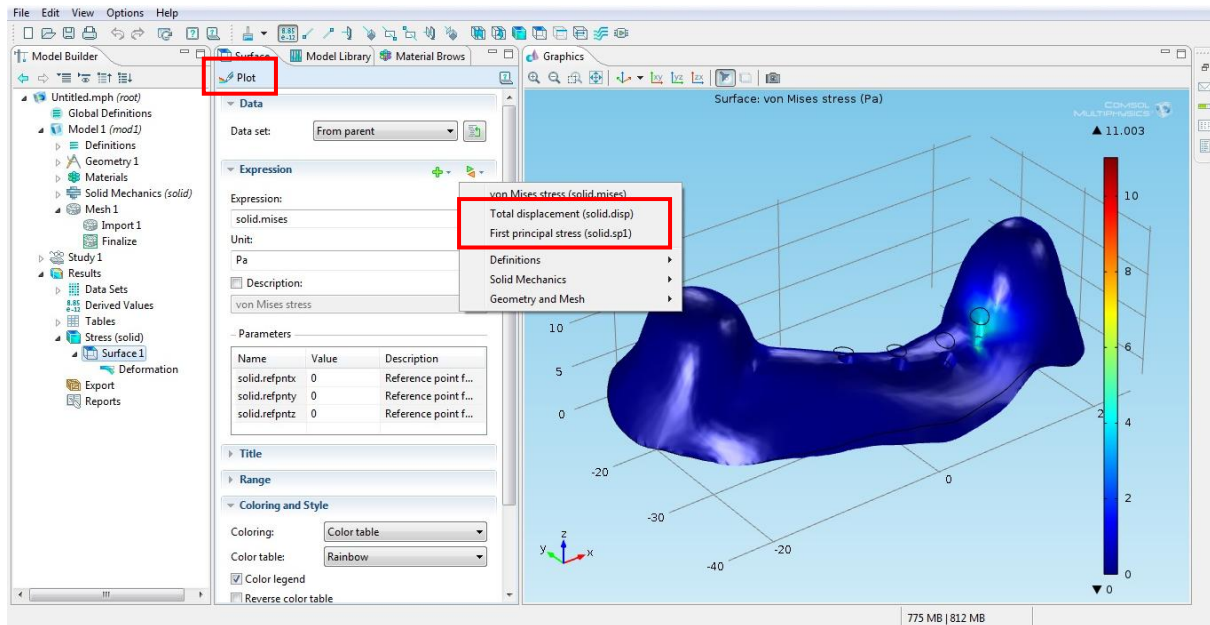 File Edit View Options Help
Model Builder
Untitled.mph (root)
Global Definitions
Model 1 (mod1)
Definitions
Geometry 1
Materials
Solid Mechanics (solid)
Mesh 1
Import 1
Finalize
Study 1
Results
Data Sets
8.85
e-12
Derived Values
Tables
Stress (solid)
Surface 1
Deformation
Export
Reports
Surface Model Library Material Brows
Plot
Data
Data set: From parent
Expression
Expression:
solid.mises
Unit:
Pa
Description:
von Mises stress
Parameters
Name Value Description
solid.refpntx 0 Reference point f...
solid.refpnty 0 Reference point f...
solid.refpntz 0 Reference point f...
Title
Range
Coloring and Style
Coloring: Color table
Color table: Rainbow
Color legend
Reverse color table
von Mises stress (solid.mises)
Total displacement (solid.disp)
First principal stress (solid.sp1)
Definitions
Solid Mechanics
Geometry and Mesh
Graphics
xy yz zx
Surface: von Mises stress (Pa)
COMSOL
MULTIPHYSICS
▲ 11.003
10
8
6
4
2
0
▼ 0
10
5
0
-20
-30
-40
-20
0
2
z
y x
775 MB | 812 MB